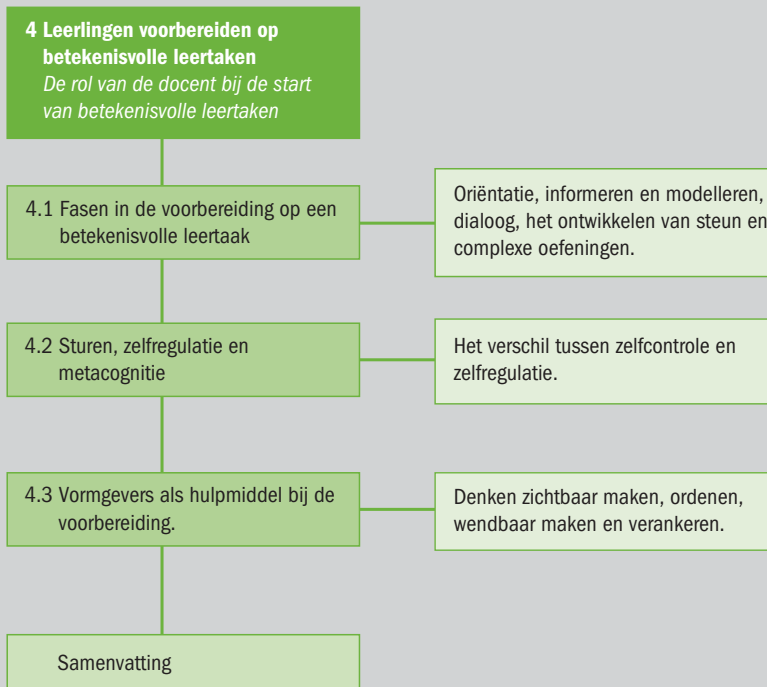 4 Leerlingen voorbereiden op
betekenisvolle leertaken
De rol van de docent bij de start
van betekenisvolle leertaken
4.1 Fasen in de voorbereiding op een
betekenisvolle leertaak
Oriëntatie, informeren en modelleren,
dialoog, het ontwikkelen van steun en
complexe oefeningen.
4.2 Sturen, zelfregulatie en
metacognitie
Het verschil tussen zelfcontrole en
zelfregulatie.
4.3 Vormgevers als hulpmiddel bij de
voorbereiding.
Denken zichtbaar maken, ordenen,
wendbaar maken en verankeren.
Samenvatting